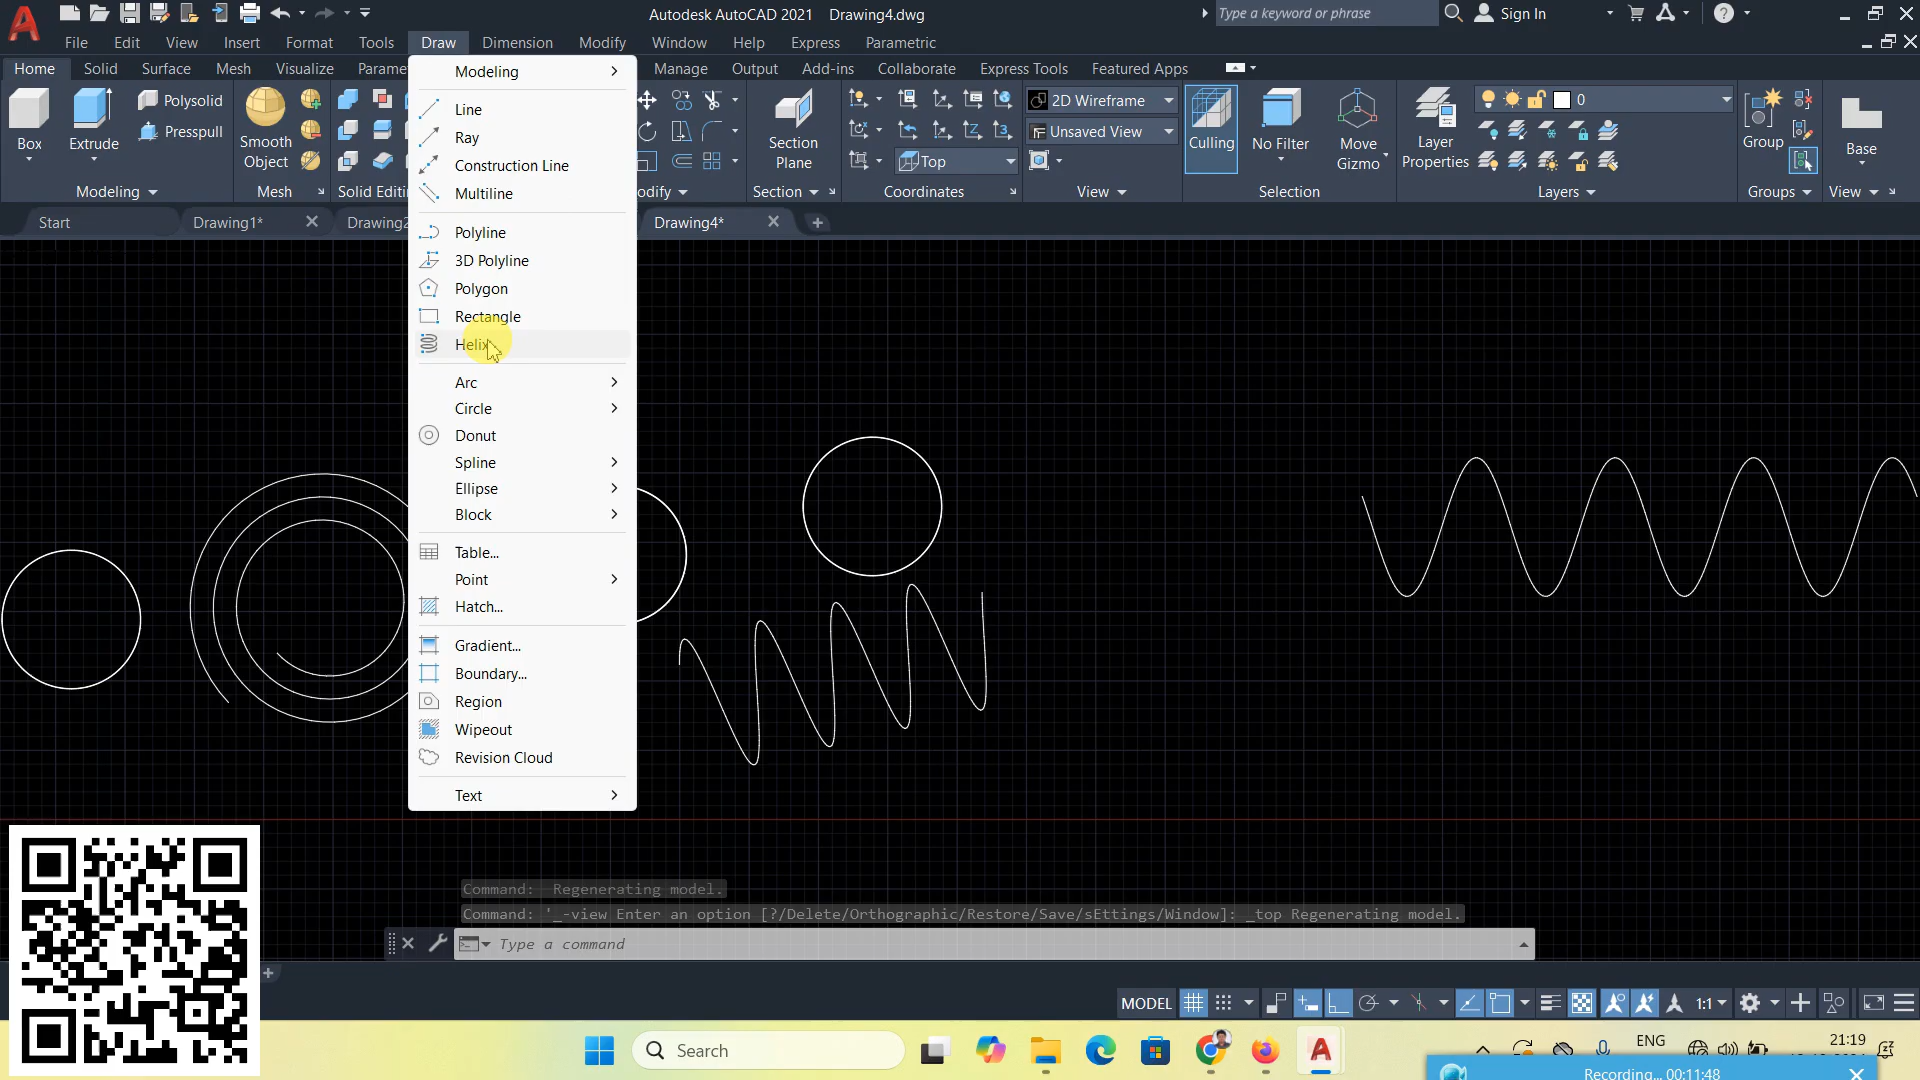 Autodesk AutoCAD 2021 Drawing4.dwg
Type a keyword or phrase
Sign In
File Edit View Insert Format Tools Draw Dimension Modify Window Help Express Parametric
Home Solid Surface Mesh Visualize Parame Manage Output Add-ins Collaborate Express Tools Featured Apps
Box
Extrude
Polysolid
Presspull
Modeling
Smooth
Object
Mesh
Solid Editi
odify
Section
Plane
Section
Top
Coordinates
2D Wireframe
Unsaved View
View
Culling
No Filter
Move
Gizmo
Selection
Layer
Properties
0
Layers
Group
Groups
Base
View
Start Drawing1* Drawing2 Drawing4*
Modeling
Line
Ray
Construction Line
Multiline
Polyline
3D Polyline
Polygon
Rectangle
Helix
Arc
Circle
Donut
Spline
Ellipse
Block
Table...
Point
Hatch...
Gradient...
Boundary...
Region
Wipeout
Revision Cloud
Text
Command: Regenerating model.
Command: '_-view Enter an option [?/Delete/Orthographic/Restore/Save/sEttings/Window]: _top Regenerating model.
Type a command
MODEL
1:1
Search
ENG
21:19
Recording... 00:11:48